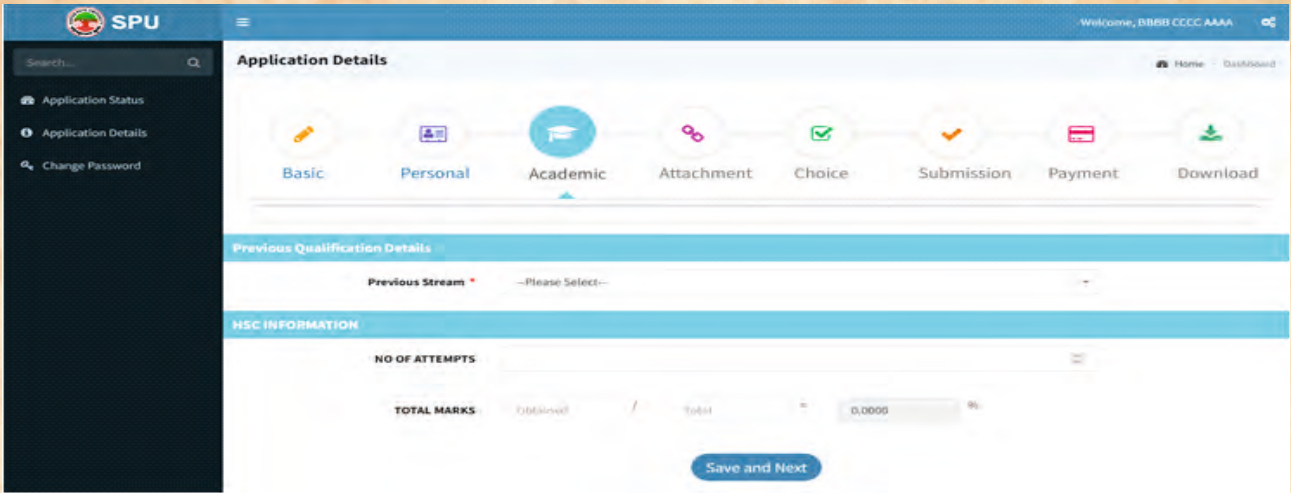 SPU
Welcome, BBBB CCCC AAAA
Search...
Application Details
Home Dashboard
Application Status
Application Details
Change Password
Basic Personal Academic Attachment Choice Submission Payment Download
Previous Qualification Details
Previous Stream * --Please Select--
HSC INFORMATION
NO OF ATTEMPTS
TOTAL MARKS Obtained / Total = 0.0000 %
Save and Next